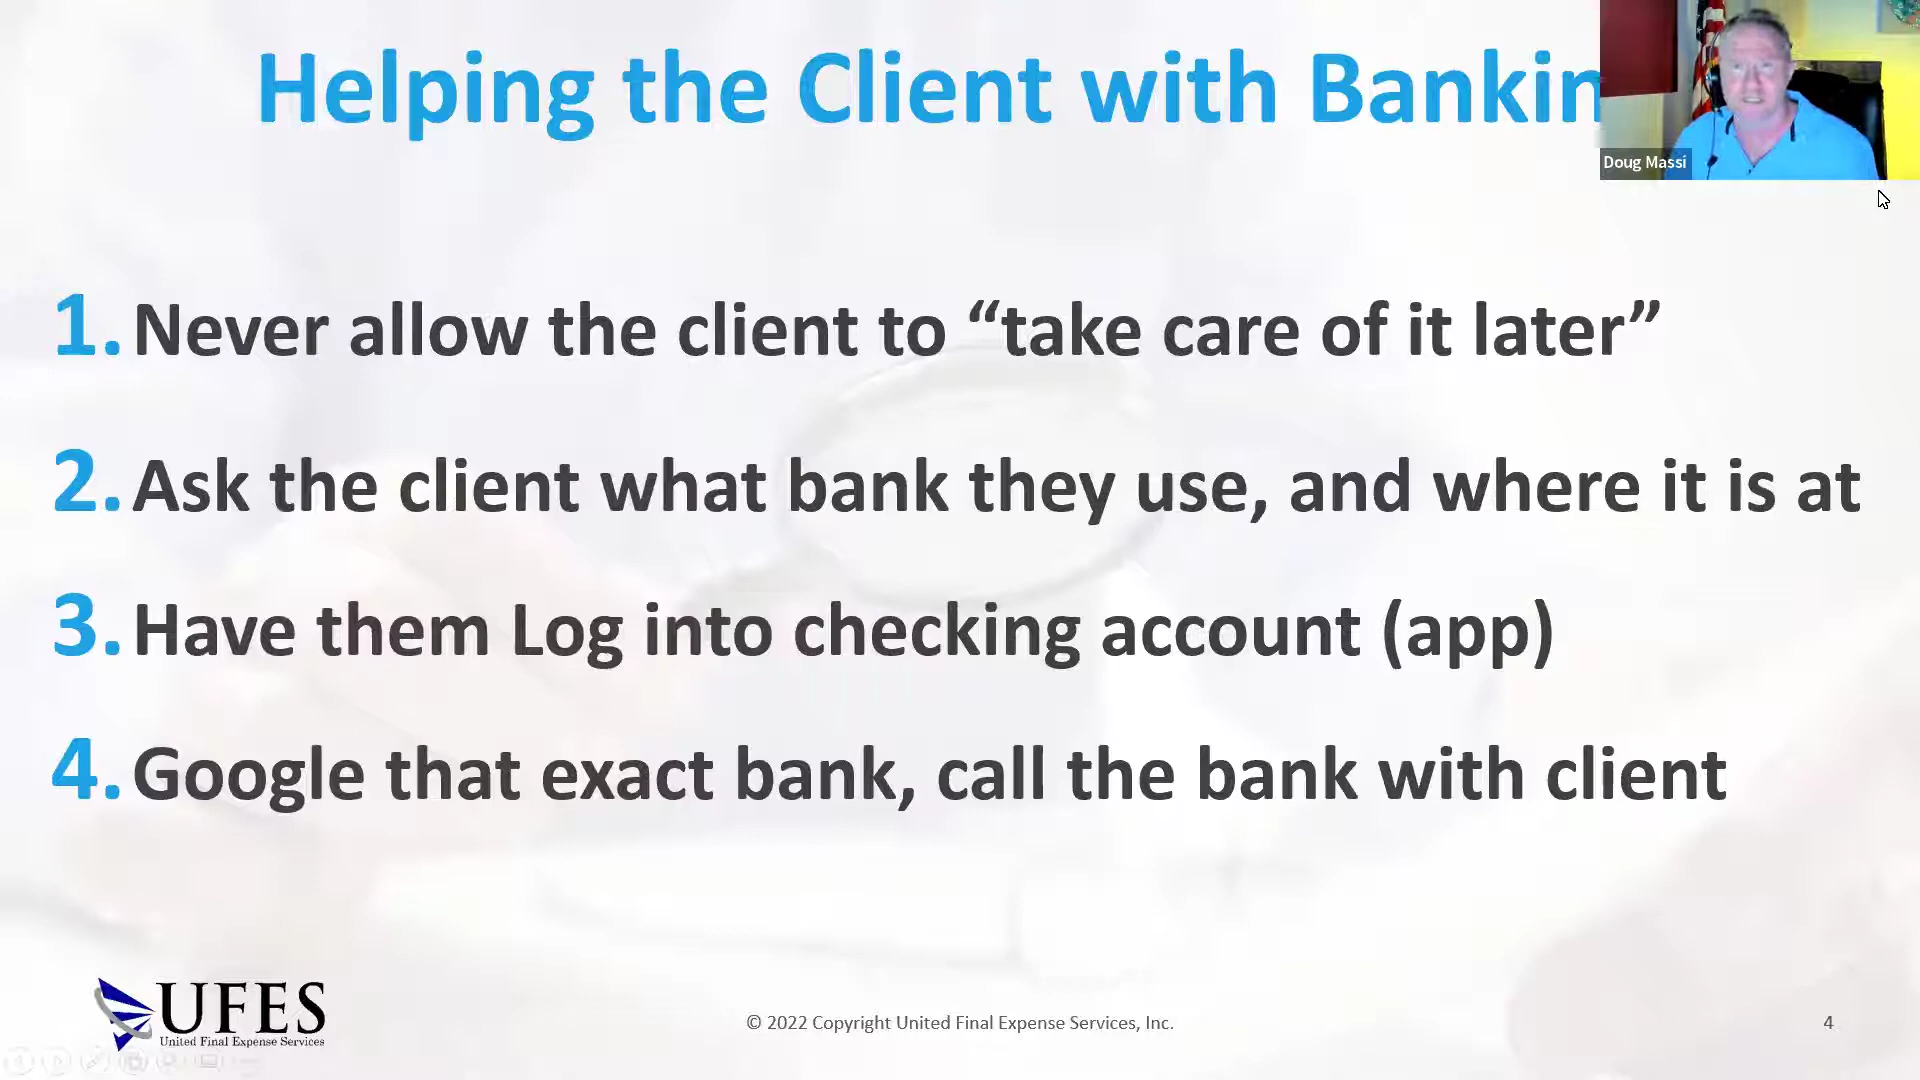 Helping the Client with Bankin
Doug Massi
1. Never allow the client to “take care of it later”
2. Ask the client what bank they use, and where it is at
3. Have them Log into checking account (app)
4. Google that exact bank, call the bank with client
UFES
United Final Expense Services
© 2022 Copyright United Final Expense Services, Inc.
4